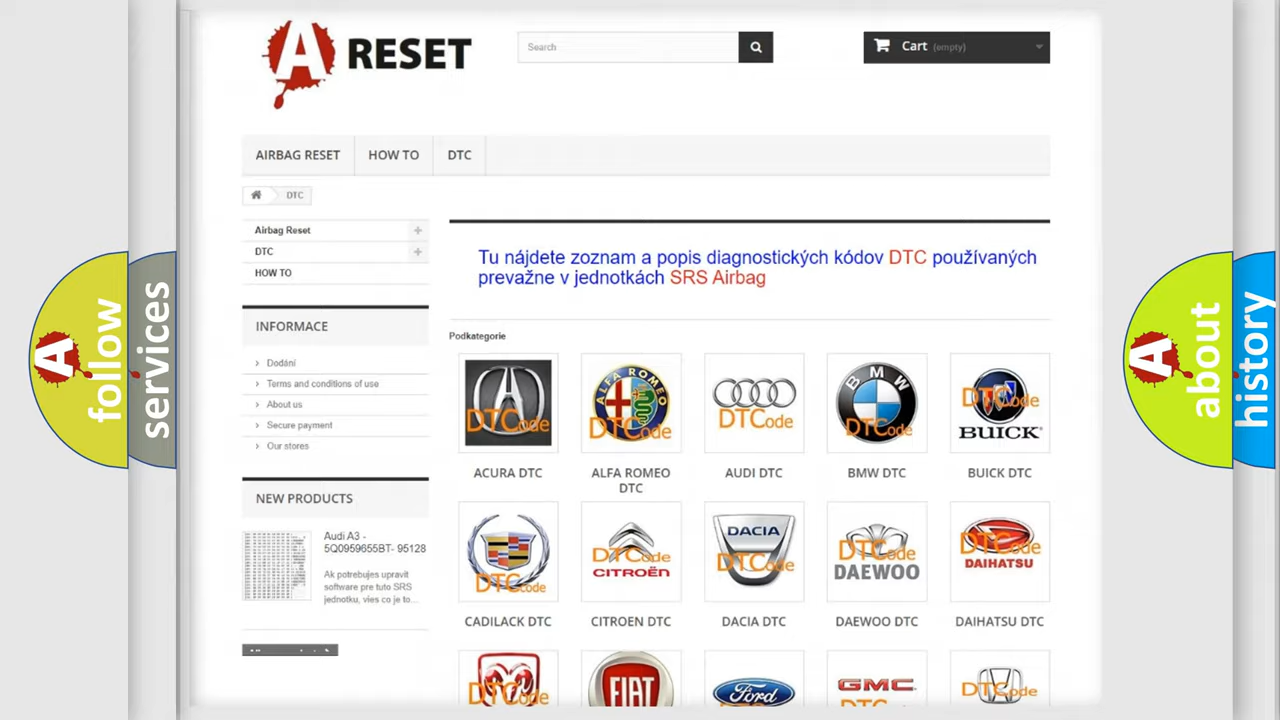 A RESET
Search
Cart (empty)
AIRBAG RESET
HOW TO
DTC
DTC
Airbag Reset
DTC
HOW TO
INFORMACE
Dodání
Terms and conditions of use
About us
Secure payment
Our stores
NEW PRODUCTS
Audi A3 -
5Q0959655BT- 95128
Ak potrebujes upravit
software pre tuto SRS
jednotku, vies co je to...
Tu nájdete zoznam a popis diagnostických kódov DTC používaných
prevažne v jednotkách SRS Airbag
Podkategorie
DTCode
ALFA ROMEO
DTCode
DTCode
BMW
DTCode
DTCode
BUICK
ACURA DTC
ALFA ROMEO
DTC
AUDI DTC
BMW DTC
BUICK DTC
DTCode
DTCode
CITROËN
DACIA
DTCode
DTCode
DAEWOO
DTCode
DAIHATSU
CADILACK DTC
CITROEN DTC
DACIA DTC
DAEWOO DTC
DAIHATSU DTC
DTCode
FIAT
Ford
GMC
DTCode
A follow
services
A about
history